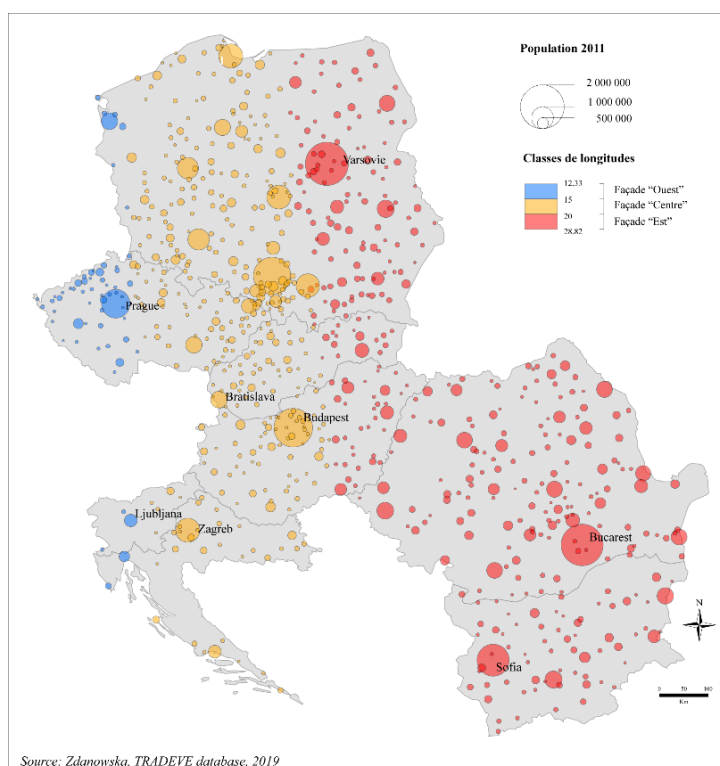 Population 2011
2 000 000
1 000 000
500 000
Classes de longitudes
12.33
15
20
28.82
Façade “Ouest”
Façade “Centre”
Façade “Est”
Varsovie
Prague
Bratislava
Budapest
Ljubljana
Zagreb
Bucarest
Sofia
N
0 50 100
Km
Source: Zdanowska, TRADEVE database, 2019